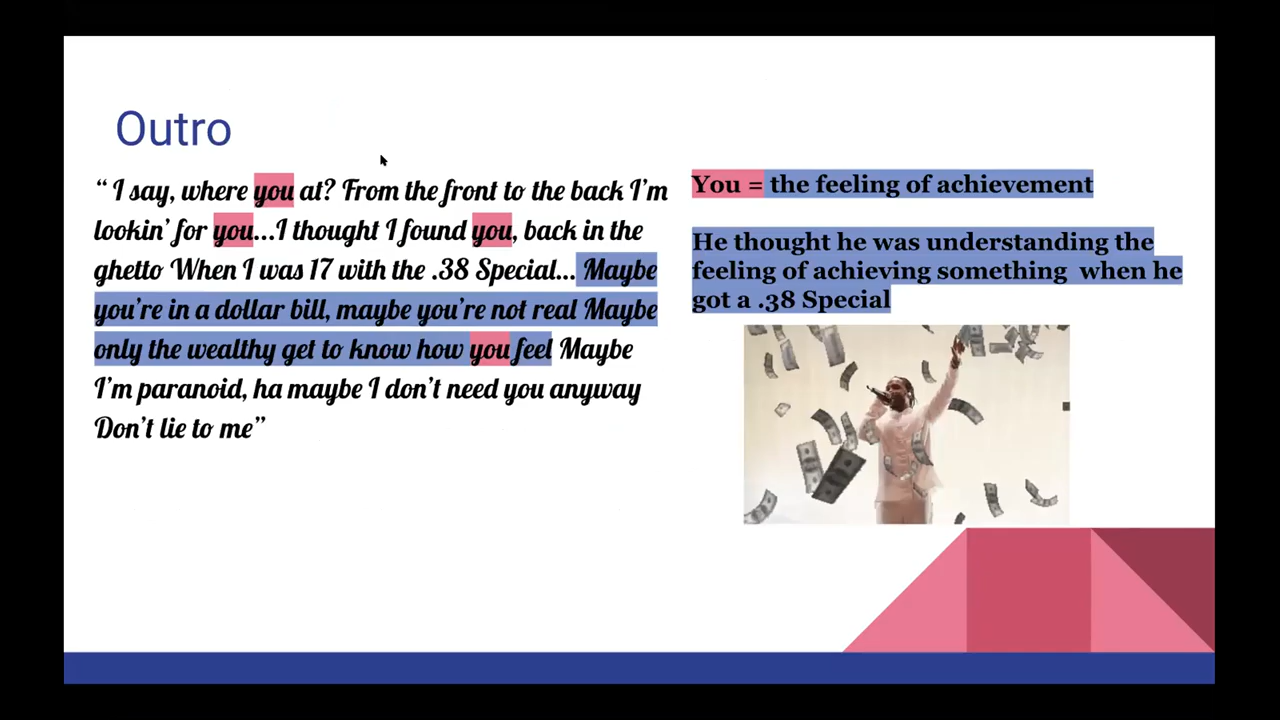 Outro
“ I say, where you at? From the front to the back I’m
lookin’ for you...I thought I found you, back in the
ghetto When I was 17 with the .38 Special... Maybe
you’re in a dollar bill, maybe you’re not real Maybe
only the wealthy get to know how you feel Maybe
I’m paranoid, ha maybe I don’t need you anyway
Don’t lie to me”
You = the feeling of achievement
He thought he was understanding the
feeling of achieving something when he
got a .38 Special